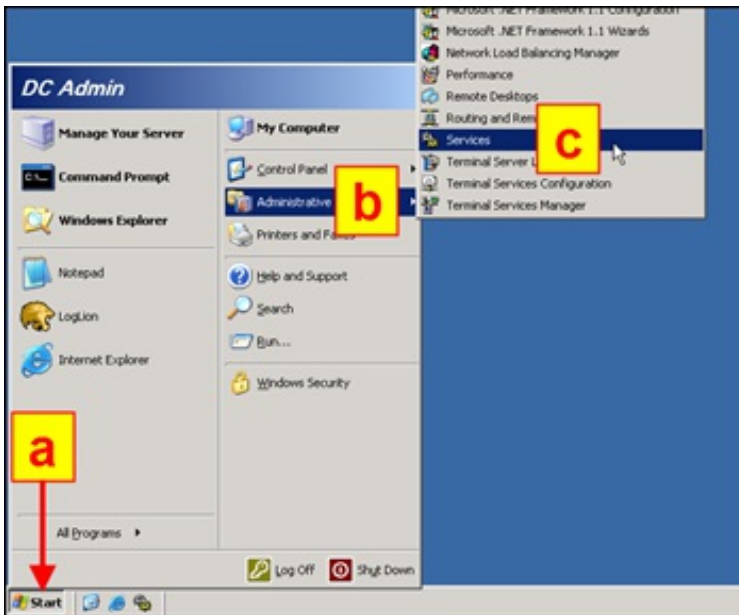 Microsoft .NET Framework 1.1 Configuration
Microsoft .NET Framework 1.1 Wizards
Network Load Balancing Manager
Performance
Remote Desktops
Routing and
Services
Terminal Server
Terminal Services Configuration
Terminal Services Manager
c
DC Admin
Manage Your Server
Command Prompt
Windows Explorer
Notepad
LogLion
Internet Explorer
a
All Programs
My Computer
Control Panel
Administrative
b
Printers and
Help and Support
Search
Run...
Windows Security
Log Off
Shut Down
Start